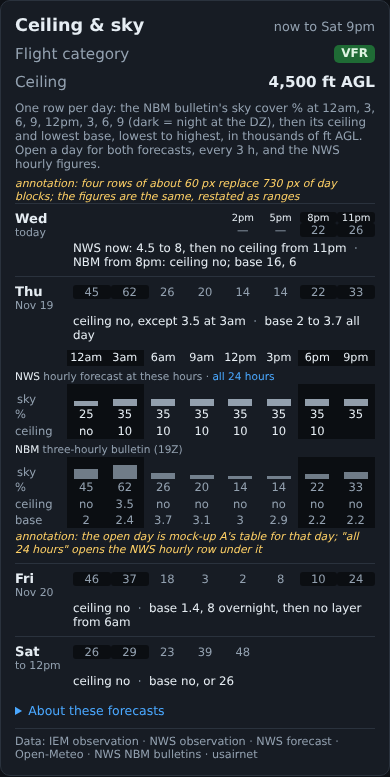 Ceiling & sky now to Sat 9pm
Flight category VFR
Ceiling 4,500 ft AGL
One row per day: the NBM bulletin's sky cover % at 12am, 3,
6, 9, 12pm, 3, 6, 9 (dark = night at the DZ), then its ceiling
and lowest base, lowest to highest, in thousands of ft AGL.
Open a day for both forecasts, every 3 h, and the NWS
hourly figures.
annotation: four rows of about 60 px replace 730 px of day
blocks; the figures are the same, restated as ranges
Wed 2pm 5pm 8pm 11pm
today — — 22 26
NWS now: 4.5 to 8, then no ceiling from 11pm ·
NBM from 8pm: ceiling no; base 16, 6
Thu 45 62 26 20 14 14 22 33
Nov 19
ceiling no, except 3.5 at 3am · base 2 to 3.7 all
day
12am 3am 6am 9am 12pm 3pm 6pm 9pm
NWS hourly forecast at these hours · all 24 hours
sky
% 25 35 35 35 35 35 35 35
ceiling no 10 10 10 10 10 10
NBM three-hourly bulletin (19Z)
sky
% 45 62 26 20 14 14 22 33
ceiling no 3.5 no no no no no no
base 2 2.4 3.7 3.1 3 2.9 2.2 2.2
annotation: the open day is mock-up A's table for that day; "all
24 hours" opens the NWS hourly row under it
Fri 46 37 18 3 2 8 10 24
Nov 20
ceiling no · base 1.4, 8 overnight, then no layer
from 6am
Sat 26 29 23 39 48
to 12pm
ceiling no · base no, or 26
▶ About these forecasts
Data: IEM observation · NWS observation · NWS forecast ·
Open-Meteo · NWS NBM bulletins · usairnet